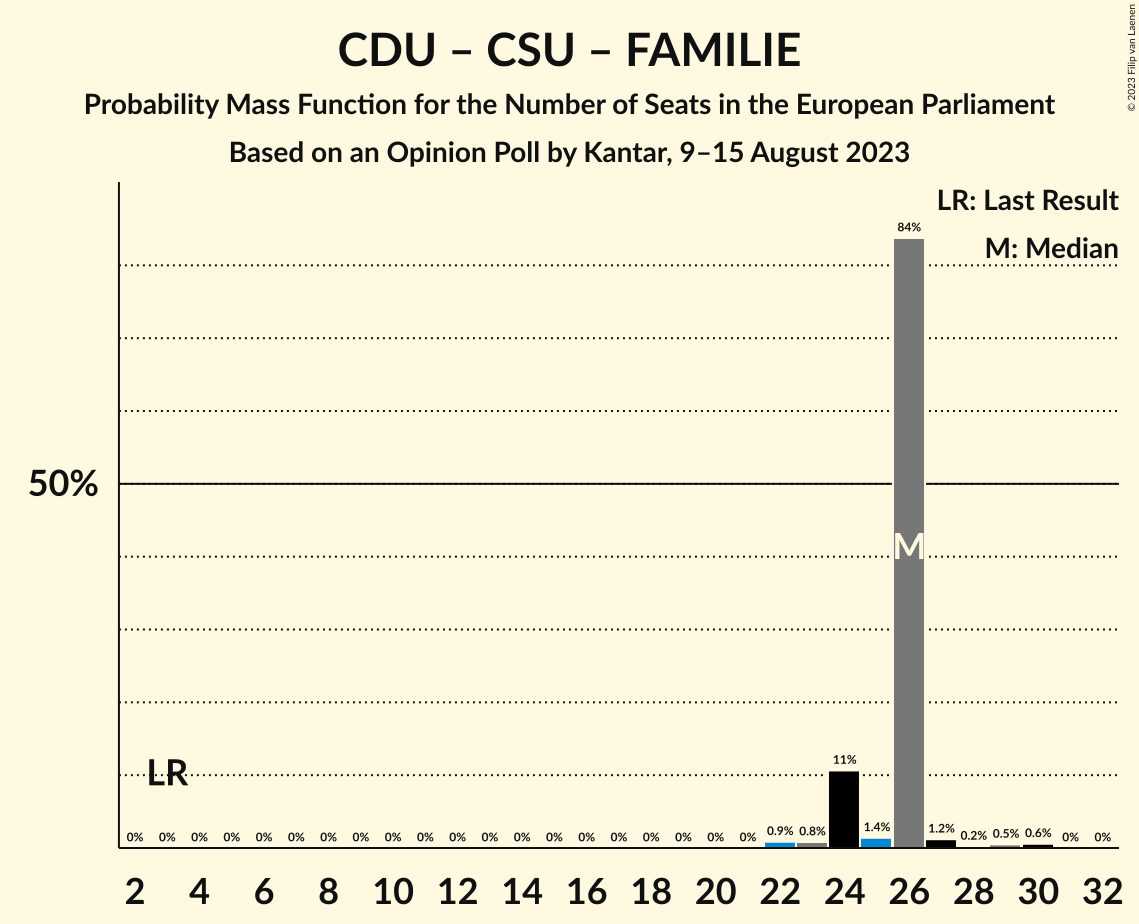 CDU – CSU – FAMILIE
Probability Mass Function for the Number of Seats in the European Parliament
Based on an Opinion Poll by Kantar, 9–15 August 2023
© 2023 Filip van Laenen
LR: Last Result
M: Median
84%
50%
M
LR
11%
0% 0% 0% 0% 0% 0% 0% 0% 0% 0% 0% 0% 0% 0% 0% 0% 0% 0% 0% 0% 0.9% 0.8% 1.4% 1.2% 0.2% 0.5% 0.6% 0% 0%
2 4 6 8 10 12 14 16 18 20 22 24 26 28 30 32